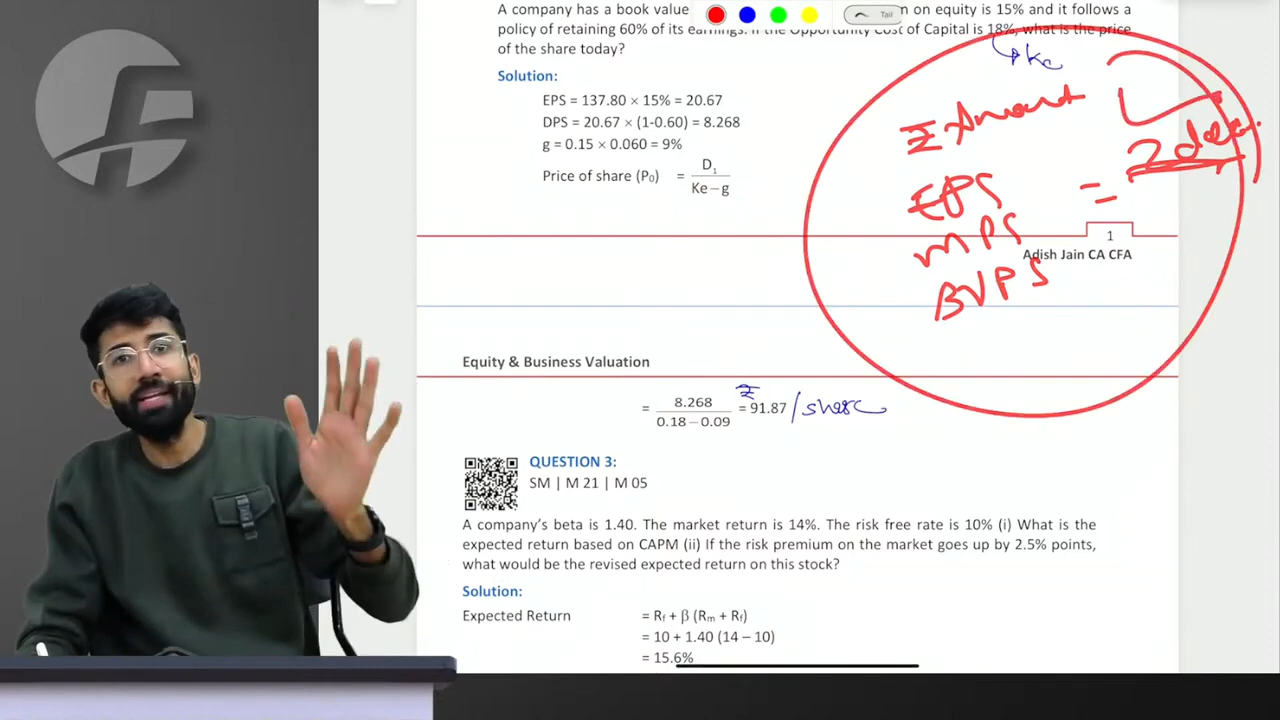 A company has a book value
n on equity is 15% and it follows a
Tail
policy of retaining 60% of its earnings. If the Opportunity Cost of Capital is 18%, what is the price
of the share today?
Ke
Solution:
EPS = 137.80 × 15% = 20.67
DPS = 20.67 × (1-0.60) = 8.268
g = 0.15 × 0.060 = 9%
Price of share (P₀) = D₁ / Ke – g
₹ Amount
EPS
MPS
BVPS
= 2 dec.
1
Adish Jain CA CFA
Equity & Business Valuation
= 8.268 / 0.18 – 0.09 = ₹ 91.87 /share
QUESTION 3:
SM | M 21 | M 05
A company's beta is 1.40. The market return is 14%. The risk free rate is 10% (i) What is the
expected return based on CAPM (ii) If the risk premium on the market goes up by 2.5% points,
what would be the revised expected return on this stock?
Solution:
Expected Return = Rf + β (Rm + Rf)
= 10 + 1.40 (14 – 10)
= 15.6%